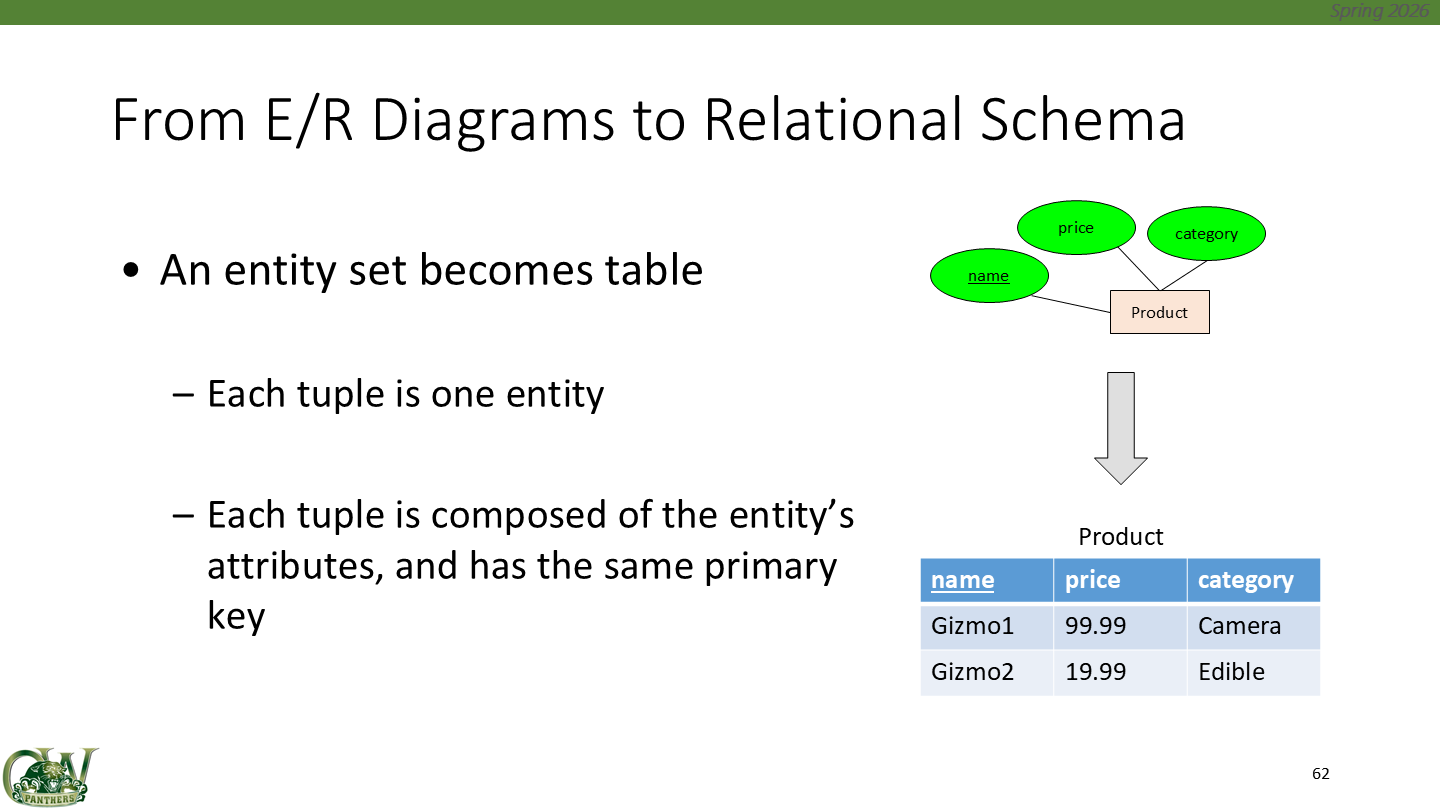 Spring 2026
From E/R Diagrams to Relational Schema
• An entity set becomes table
– Each tuple is one entity
– Each tuple is composed of the entity’s
attributes, and has the same primary
key
price
category
name
Product
Product
name price category
Gizmo1 99.99 Camera
Gizmo2 19.99 Edible
OW
PANTHERS
62